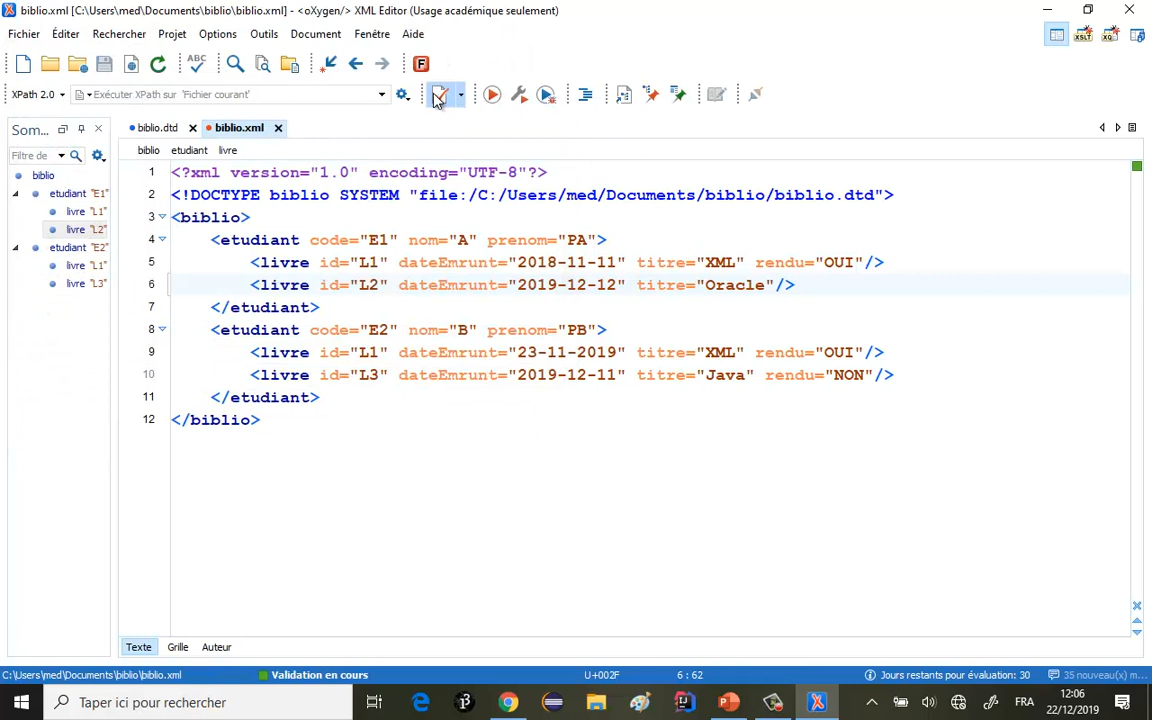 biblio.xml [C:\Users\med\Documents\biblio\biblio.xml] - <oXygen/> XML Editor (Usage académique seulement)
Fichier Éditer Rechercher Projet Options Outils Document Fenêtre Aide
ABC F XSLT XQ
XPath 2.0 Exécuter XPath sur 'Fichier courant'
Som... biblio.dtd biblio.xml
Filtre de biblio etudiant livre
biblio
etudiant "E1"
livre "L1"
livre "L2"
etudiant "E2"
livre "L1"
livre "L3"
1 <?xml version="1.0" encoding="UTF-8"?>
2 <!DOCTYPE biblio SYSTEM "file:/C:/Users/med/Documents/biblio/biblio.dtd">
3 <biblio>
4 <etudiant code="E1" nom="A" prenom="PA">
5 <livre id="L1" dateEmrunt="2018-11-11" titre="XML" rendu="OUI"/>
6 <livre id="L2" dateEmrunt="2019-12-12" titre="Oracle"/>
7 </etudiant>
8 <etudiant code="E2" nom="B" prenom="PB">
9 <livre id="L1" dateEmrunt="23-11-2019" titre="XML" rendu="OUI"/>
10 <livre id="L3" dateEmrunt="2019-12-11" titre="Java" rendu="NON"/>
11 </etudiant>
12 </biblio>
Texte Grille Auteur
C:\Users\med\Documents\biblio\biblio.xml Validation en cours U+002F 6 : 62 Jours restants pour évaluation: 30 35 nouveau(x) m...
Taper ici pour rechercher FRA 12:06
22/12/2019